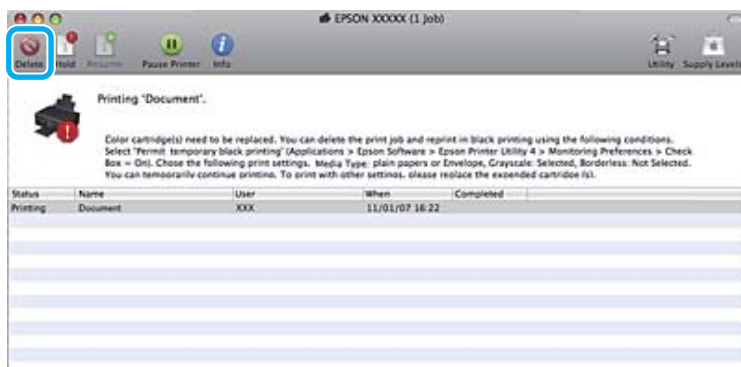 EPSON XXXXX (1 Job)
Delete Hold Resume Pause Printer Info Utility Supply Levels
Printing "Document".
Color cartridge(s) need to be replaced. You can delete the print job and reprint in black printing using the following conditions.
Select "Permit temporary black printing" (Applications > Epson Software > Epson Printer Utility 4 > Monitoring Preferences > Check
Box = On). Chose the following print settings. Media Type: plain papers or Envelope, Grayscale: Selected, Borderless: Not Selected.
You can temporarily continue printing. To print with other settings, please replace the expended cartridge (s).
Status Name User When Completed
Printing Document XXX 11/01/07 16:22